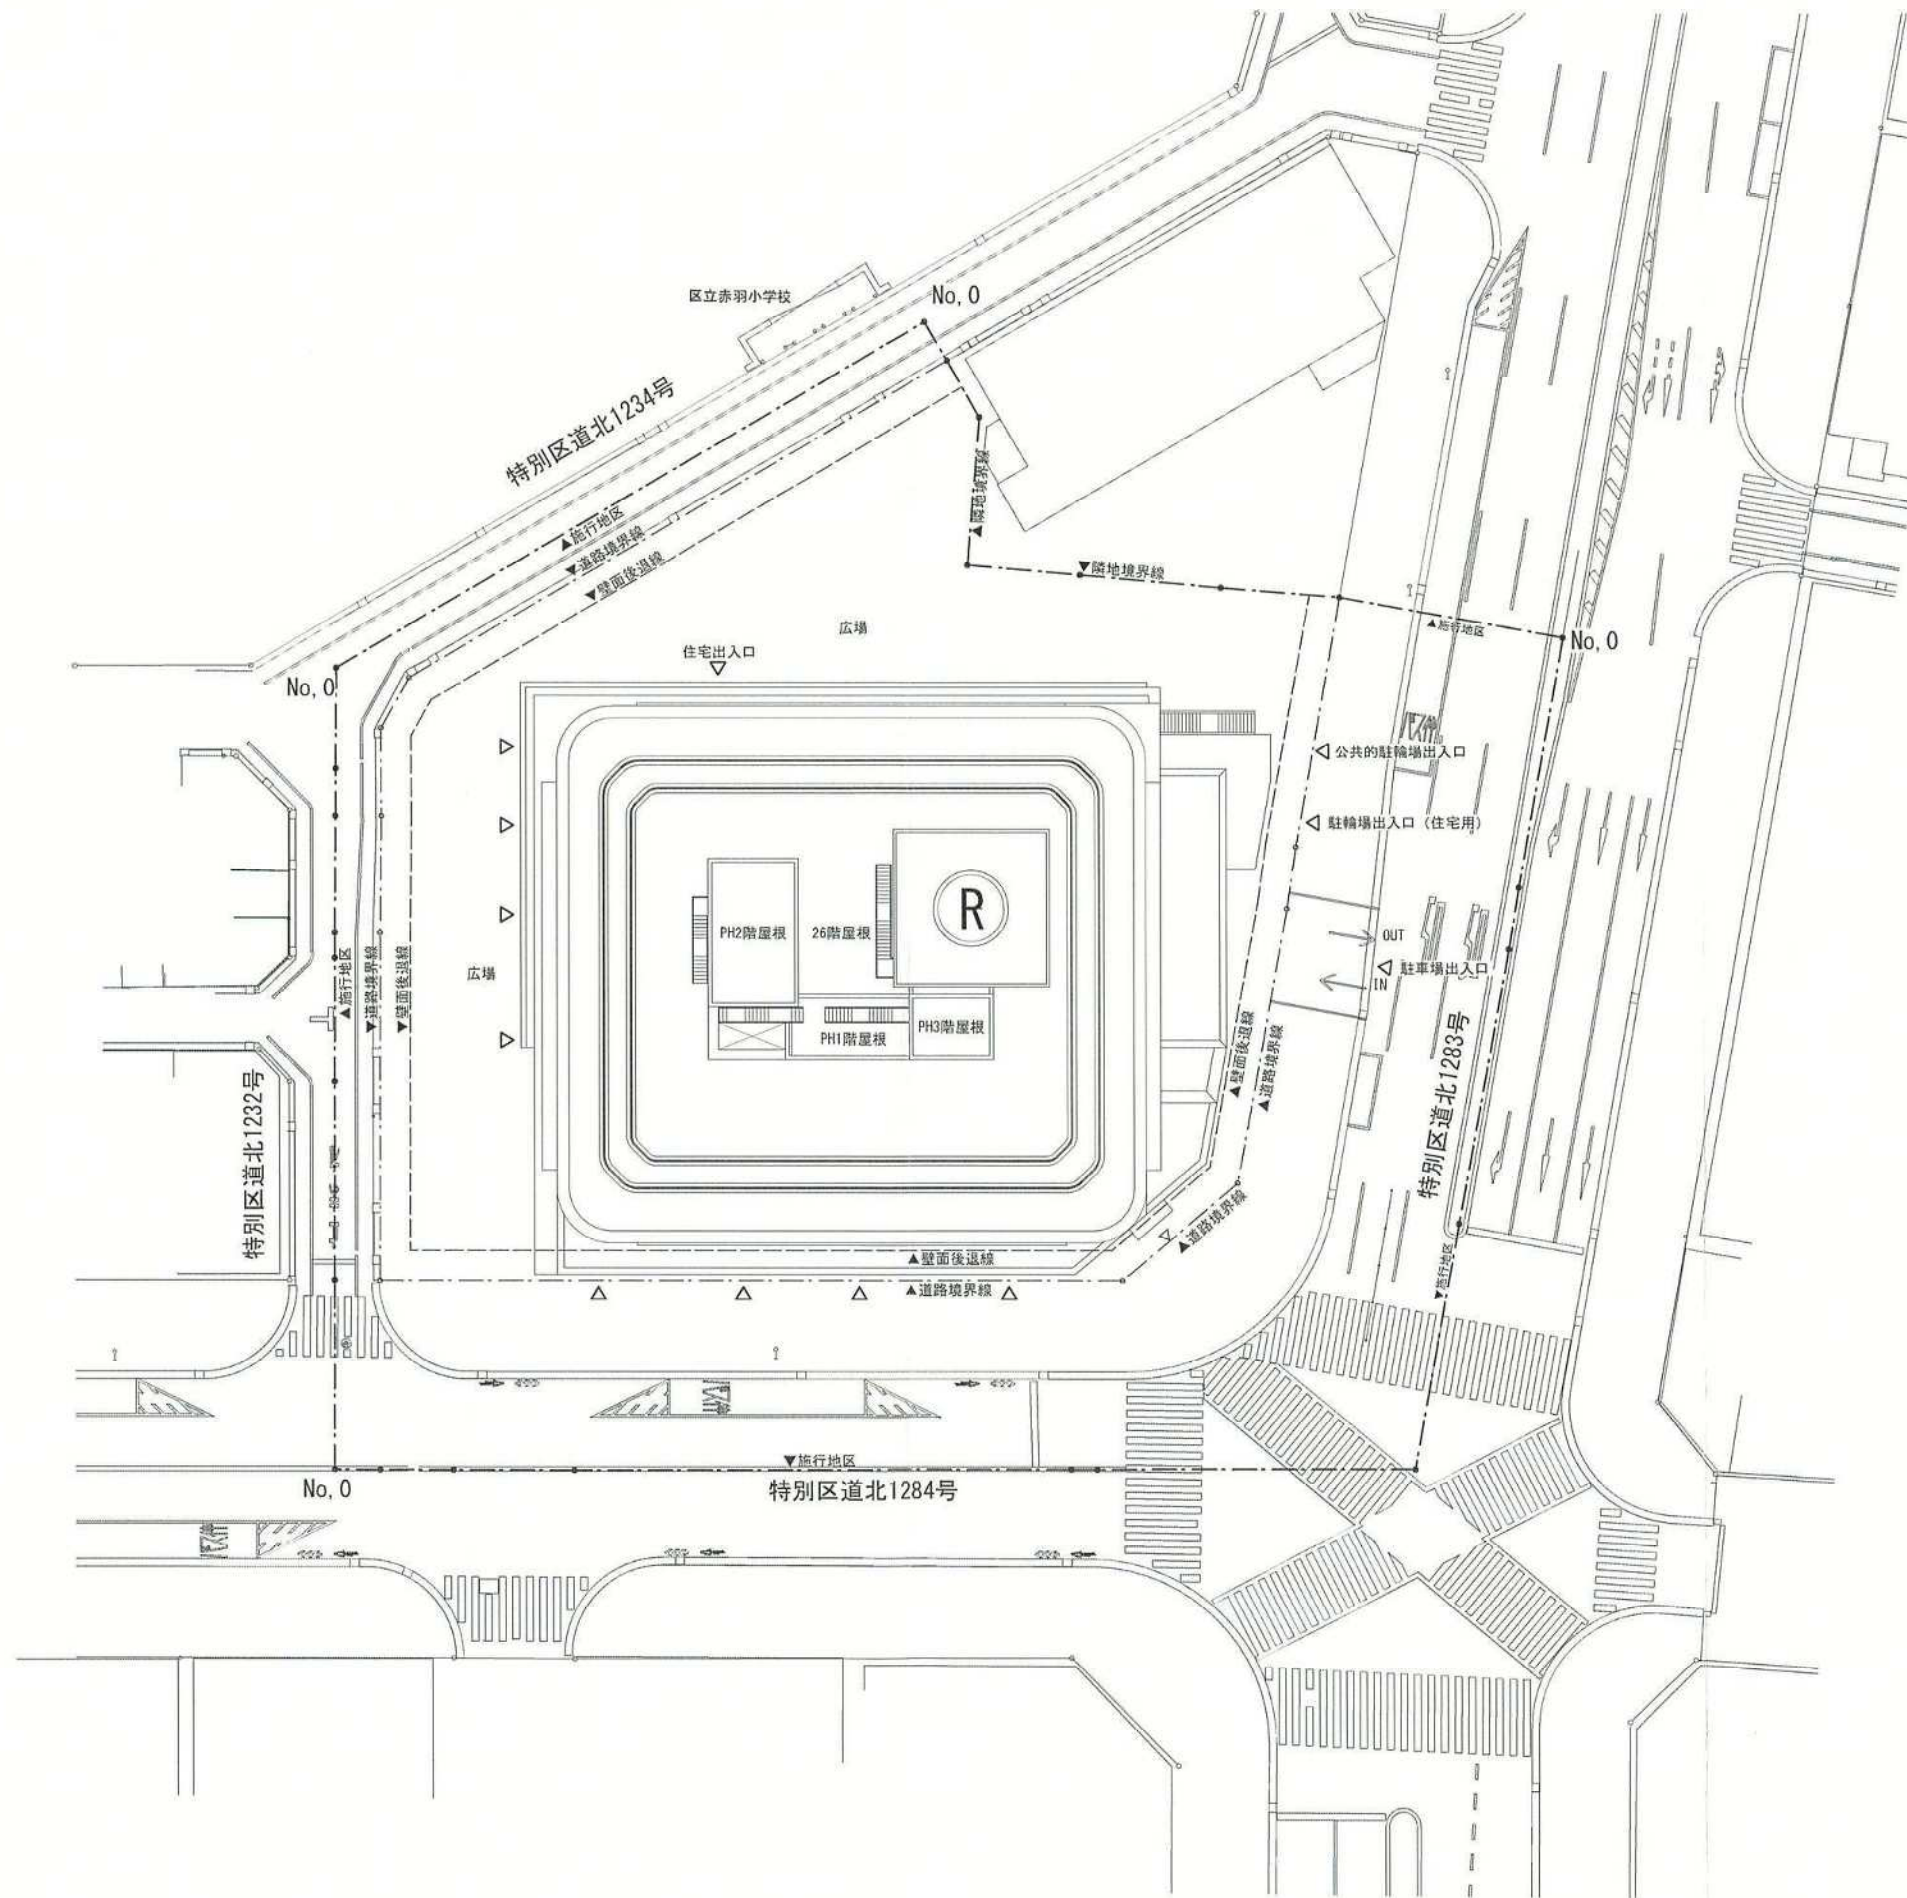 区立赤羽小学校
No, 0
特別区道北1234号
▲施行地区
▼道路境界線
▼壁面後退線
▲隣地境界線
▼隣地境界線
▲施行地区
No, 0
広場
住宅出入口
No, 0
公共的駐輪場出入口
駐輪場出入口（住宅用）
R
PH2階屋根
26階屋根
OUT
駐車場出入口
IN
広場
▲施行地区
▼道路境界線
▼壁面後退線
PH3階屋根
PH1階屋根
▲壁面後退線
▲道路境界線
特別区道北1283号
特別区道北1232号
▲道路境界線
▲壁面後退線
▲道路境界線
▼施行地区
▼施行地区
No, 0
特別区道北1284号